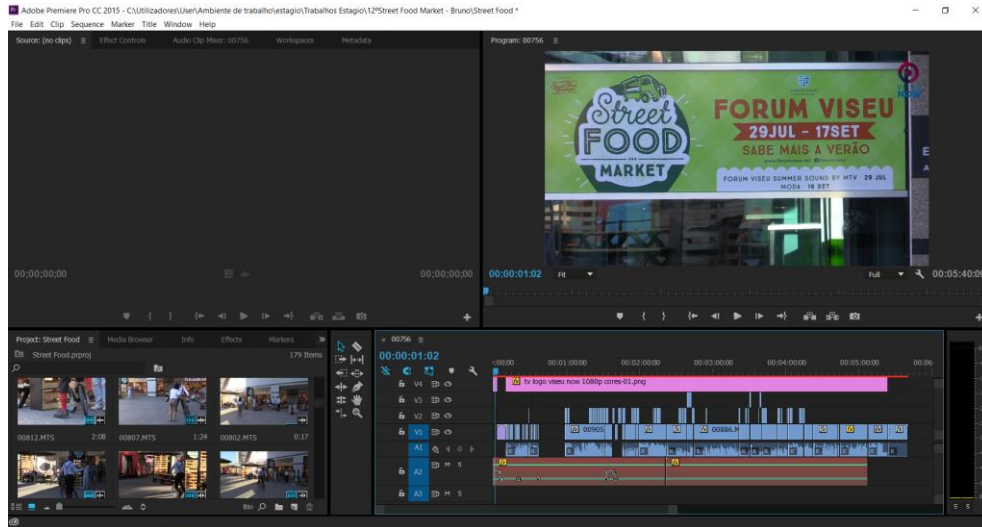 Adobe Premiere Pro CC 2015 - C:\Utilizadores\User\Ambiente de trabalho\estagio\Trabalhos Estagio\12ºStreet Food Market - Bruno\Street Food *
File Edit Clip Sequence Marker Title Window Help
Source: (no clips) Effect Controls Audio Clip Mixer: 00756 Workspaces Metadata
Program: 00756
Street
FOOD
MARKET
FORUM VISEU
29JUL - 17SET
SABE MAIS A VERÃO
FORUM VISEU SUMMER SOUND BY MTV · 29 JUL
MODA · 16 SET
NOW
00;00;00;00 00;00;00;00
00:00:01:02 Fit Full 00:05:40:09
Project: Street Food Media Browser Info Effects Markers
Street Food.prproj 179 Items
00812.MTS 2:08 00807.MTS 1:24 00802.MTS 0:17
× 00756
00:00:01:02
:00:00 00:01:00:00 00:02:00:00 00:03:00:00 00:04:00:00 00:05:00:00 00:06
V4 tv logo viseu now 1080p cores-01.png
V3
V2
V1 00905 00886.M
A1
A2 M S
A3 M S
S S